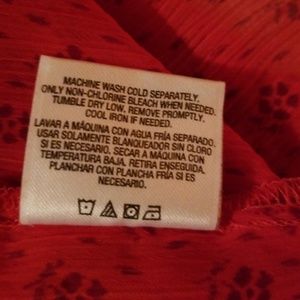 MACHINE WASH COLD SEPARATELY,
ONLY NON-CHLORINE BLEACH WHEN NEEDED.
TUMBLE DRY LOW. REMOVE PROMPTLY.
COOL IRON IF NEEDED.
LAVAR A MÁQUINA CON AGUA FRÍA SEPARADO.
USAR SOLAMENTE BLANQUEADOR SIN CLORO
SI ES NECESARIO. SECAR A MÁQUINA CON
TEMPERATURA BAJA. RETIRA ENSEGUIDA.
PLANCHAR CON PLANCHA FRÍA SI ES
NECESARIO.